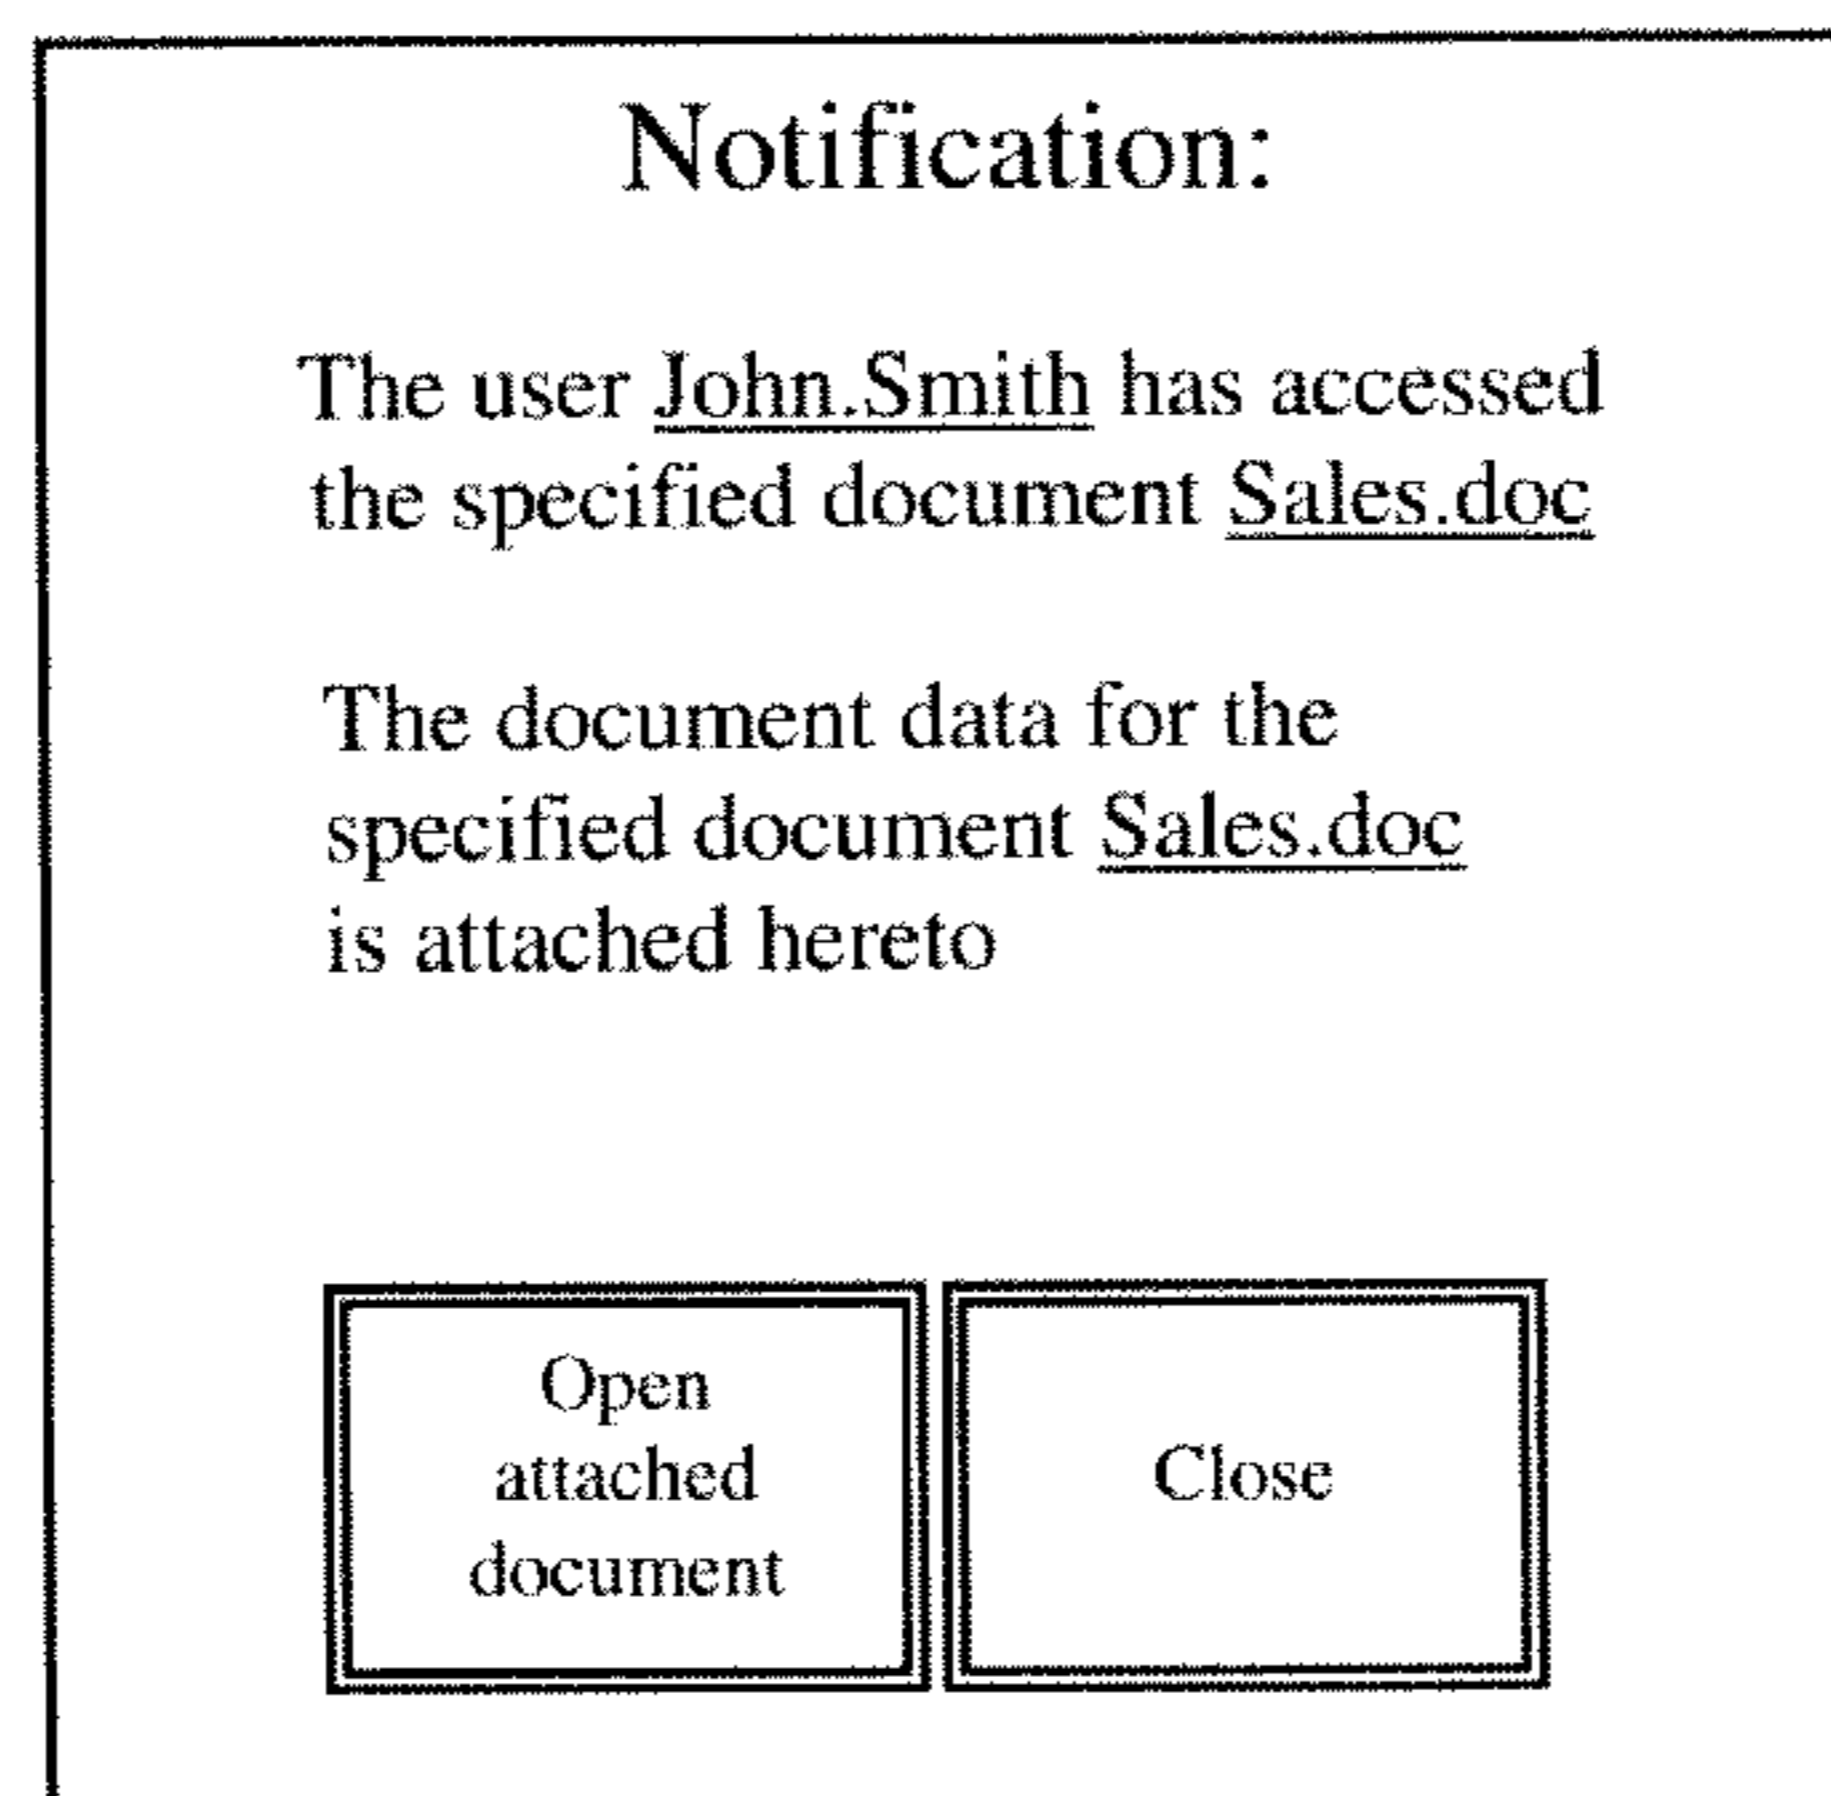 Notification:
The user John.Smith has accessed
the specified document Sales.doc
The document data for the
specified document Sales.doc
is attached hereto
Open
attached
document
Close